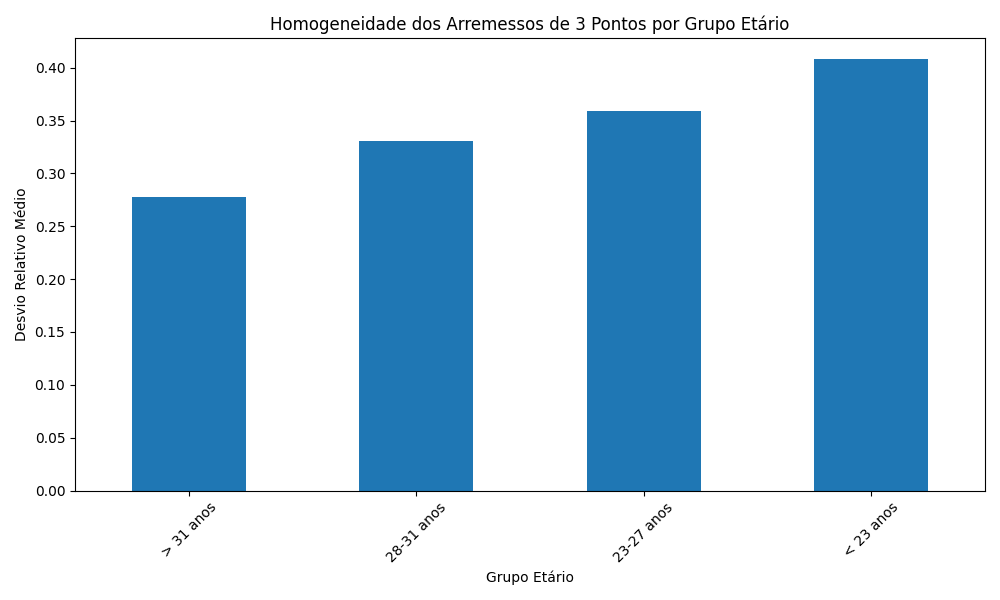 Homogeneidade dos Arremessos de 3 Pontos por Grupo Etário
Desvio Relativo Médio
0.40
0.35
0.30
0.25
0.20
0.15
0.10
0.05
0.00
> 31 anos
28-31 anos
23-27 anos
< 23 anos
Grupo Etário